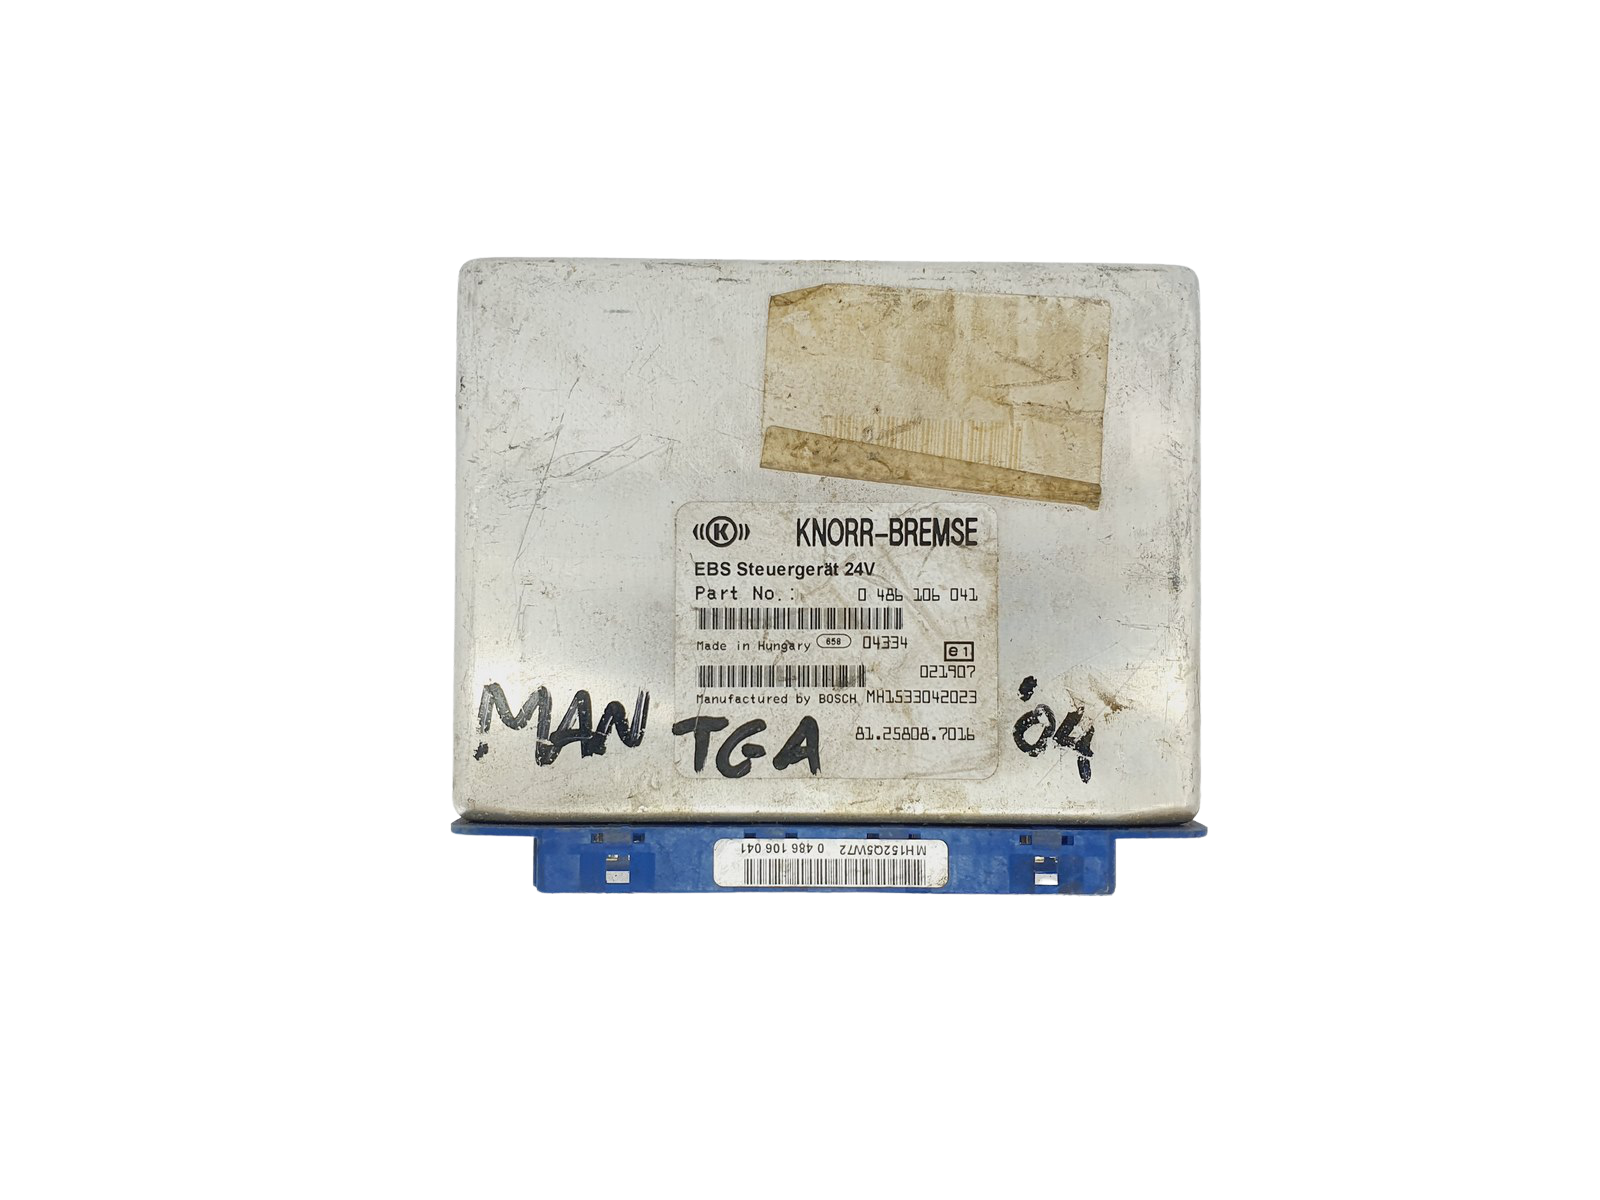 K KNORR-BREMSE
EBS Steuergerät 24V
Part No.: 0 486 106 041
Made in Hungary 658 04334 e1
021907
Manufactured by BOSCH MH1533042023
81.25808.7016
MAN TGA '04
MH152Q5W72 0 486 106 041